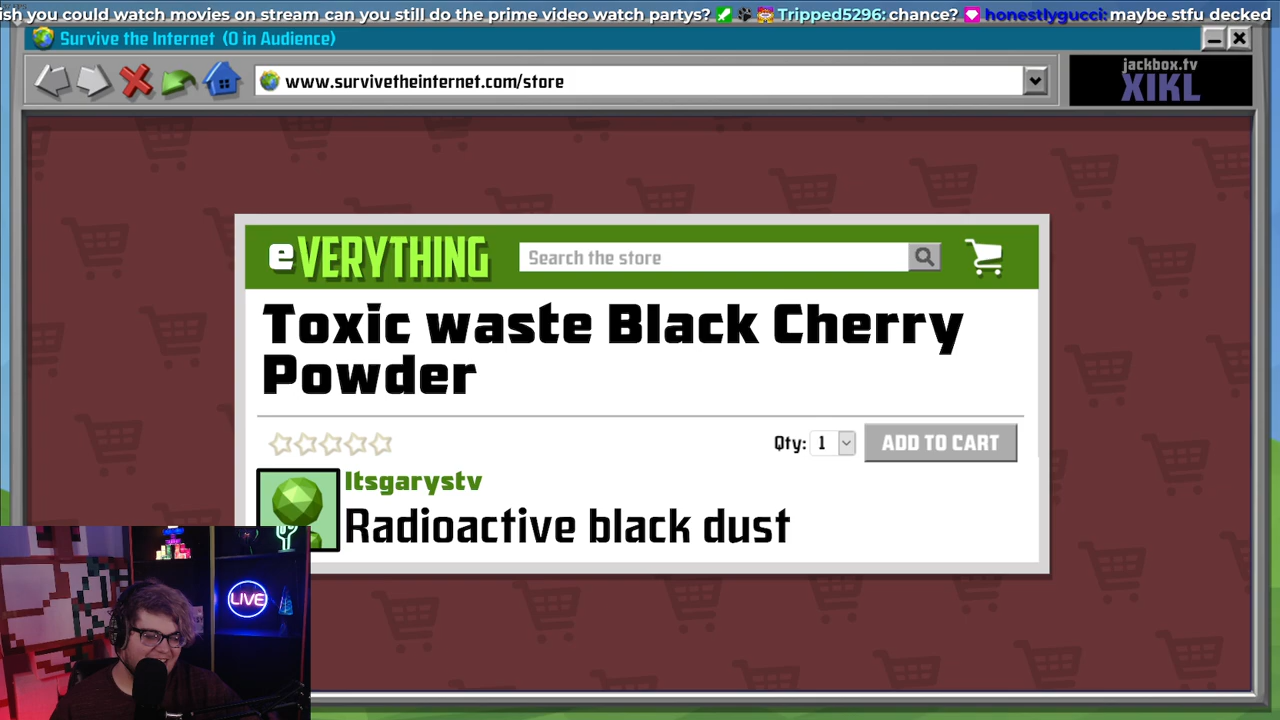 ish you could watch movies on stream can you still do the prime video watch partys? Tripped5296: chance? honestlygucci: maybe stfu decked
Survive the Internet (0 in Audience)
www.survivetheinternet.com/store
jackbox.tv
XIKL
eVERYTHING
Search the store
Toxic waste Black Cherry
Powder
Qty: 1
ADD TO CART
Itsgarystv
Radioactive black dust
LIVE